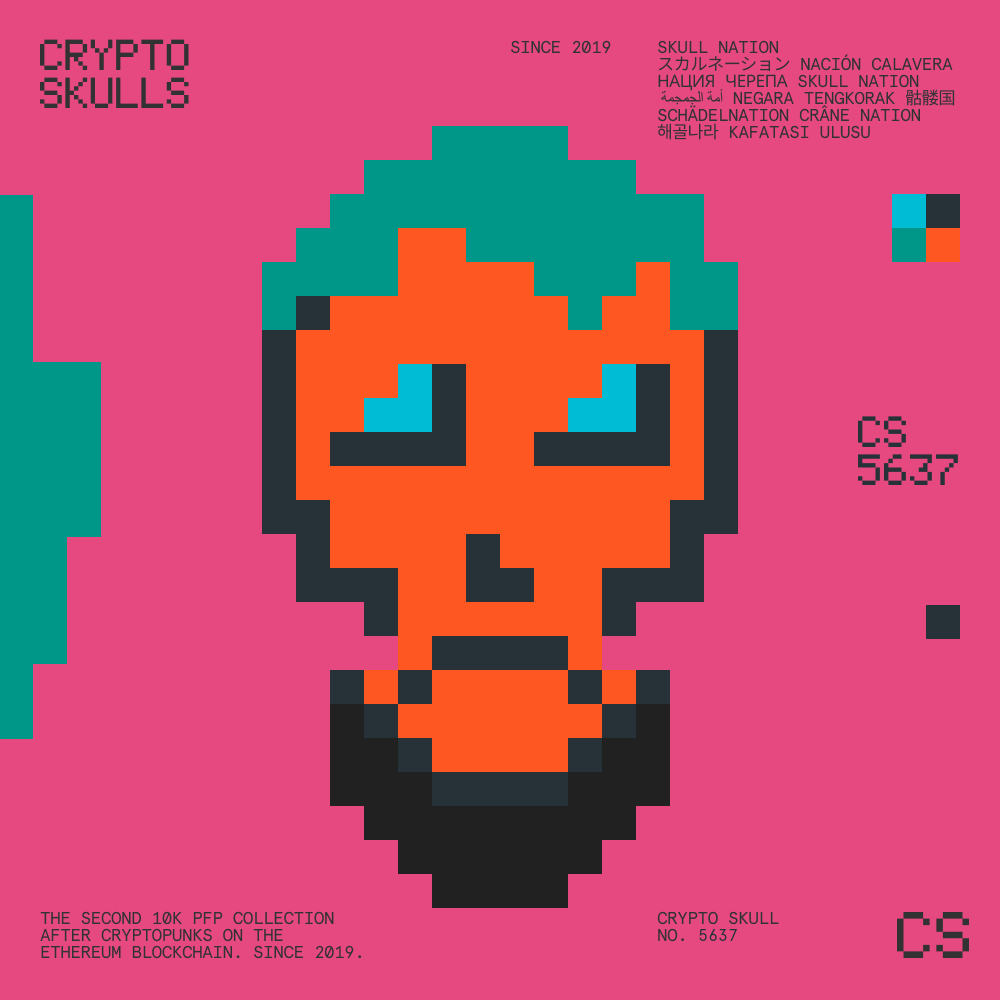 CRYPTO
SKULLS
SINCE 2019
SKULL NATION
スカルネーション NACIÓN CALAVERA
НАЦИЯ ЧЕРЕПА SKULL NATION
أمة الجمجمة NEGARA TENGKORAK 骷髅国
SCHÄDELNATION CRÂNE NATION
해골나라 KAFATASI ULUSU
CS
5637
THE SECOND 10K PFP COLLECTION
AFTER CRYPTOPUNKS ON THE
ETHEREUM BLOCKCHAIN. SINCE 2019.
CRYPTO SKULL
NO. 5637
CS